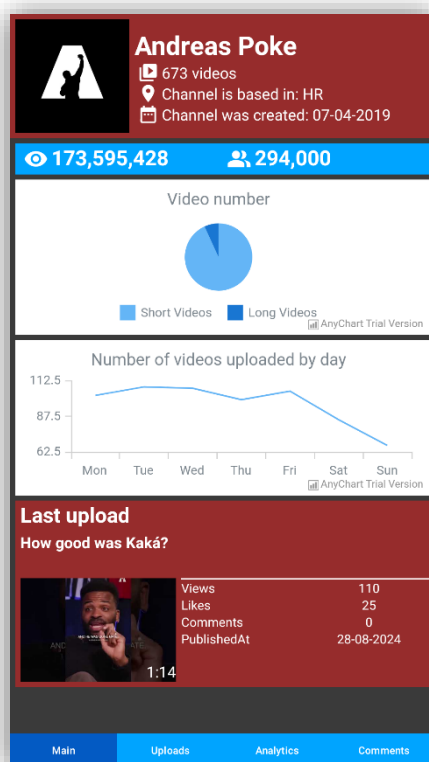 Andreas Poke
673 videos
Channel is based in: HR
Channel was created: 07-04-2019
173,595,428 294,000
Video number
Short Videos Long Videos
AnyChart Trial Version
Number of videos uploaded by day
112.5
87.5
62.5
Mon Tue Wed Thu Fri Sat Sun
AnyChart Trial Version
Last upload
How good was Kaká?
Views 110
Likes 25
Comments 0
PublishedAt 28-08-2024
1:14
Main Uploads Analytics Comments